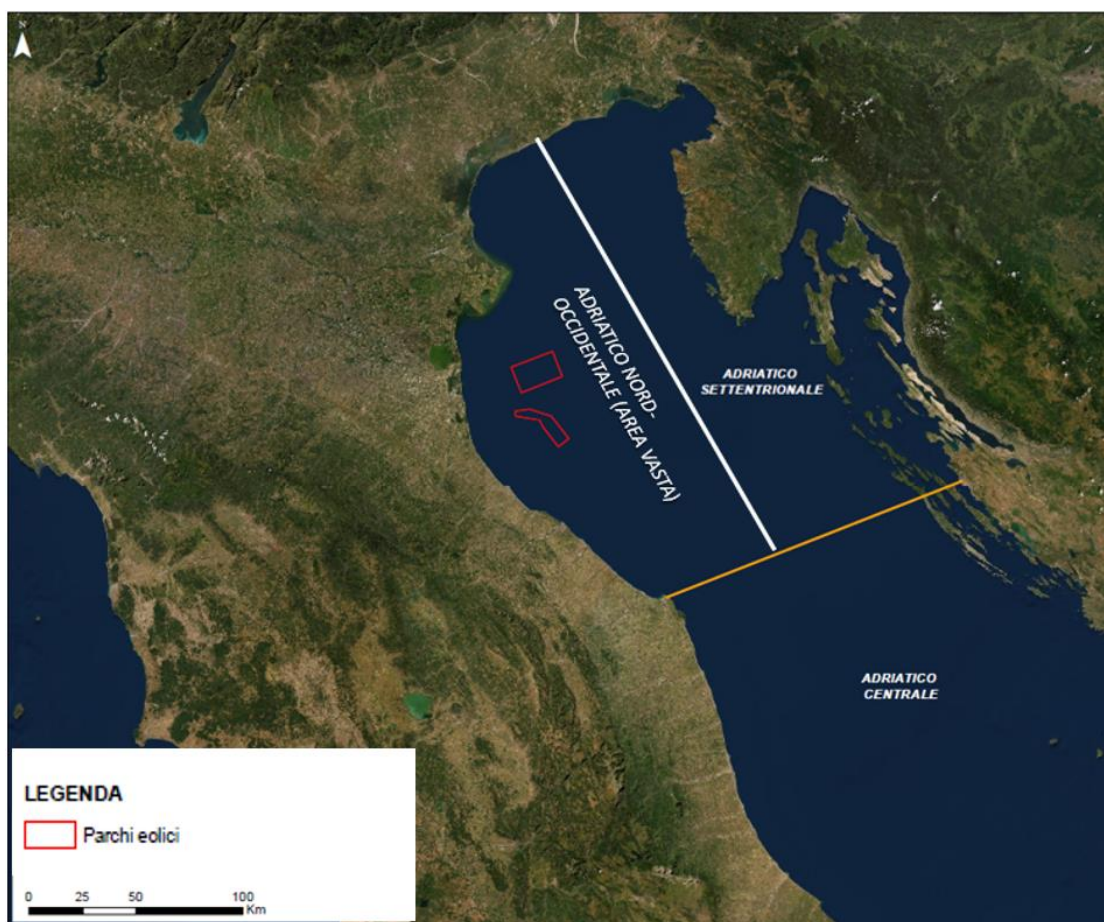 N
ADRIATICO NORD-
OCCIDENTALE (AREA VASTA)
ADRIATICO
SETTENTRIONALE
ADRIATICO
CENTRALE
LEGENDA
Parchi eolici
0 25 50 100
Km